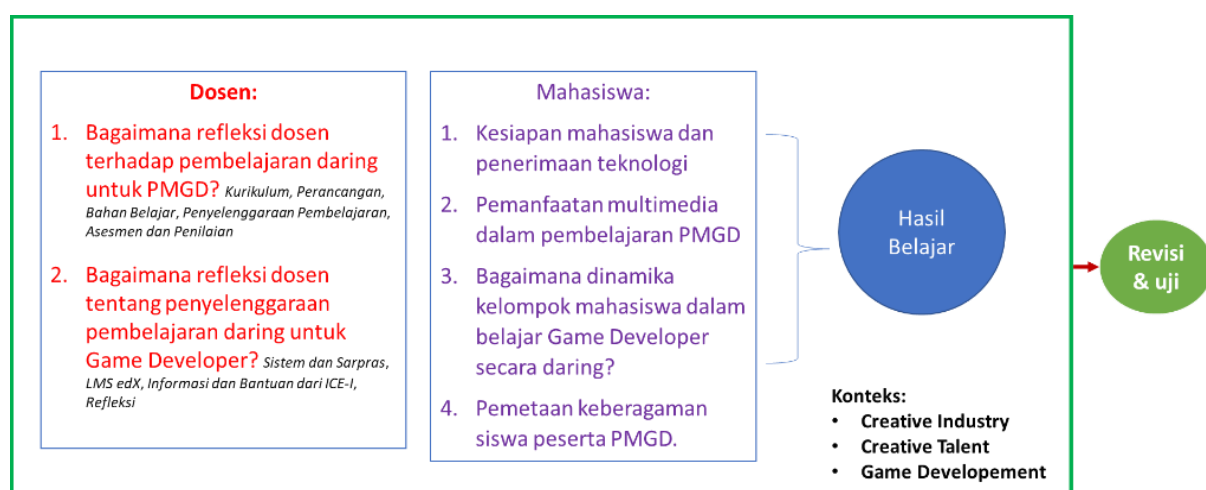 Dosen:
1. Bagaimana refleksi dosen
terhadap pembelajaran daring
untuk PMGD? Kurikulum, Perancangan,
Bahan Belajar, Penyelenggaraan Pembelajaran,
Asesmen dan Penilaian
2. Bagaimana refleksi dosen
tentang penyelenggaraan
pembelajaran daring untuk
Game Developer? Sistem dan Sarpras,
LMS edX, Informasi dan Bantuan dari ICE-I,
Refleksi
Mahasiswa:
1. Kesiapan mahasiswa dan
penerimaan teknologi
2. Pemanfaatan multimedia
dalam pembelajaran PMGD
3. Bagaimana dinamika
kelompok mahasiswa dalam
belajar Game Developer
secara daring?
4. Pemetaan keberagaman
siswa peserta PMGD.
Hasil
Belajar
Konteks:
• Creative Industry
• Creative Talent
• Game Developement
Revisi
& uji